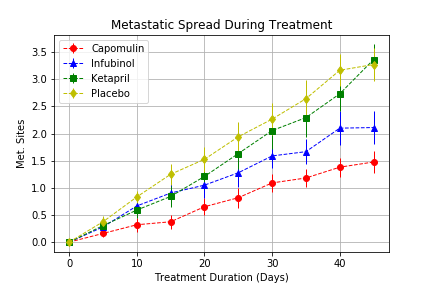 Metastatic Spread During Treatment
Capomulin
Infubinol
Ketapril
Placebo
Met. Sites
3.5
3.0
2.5
2.0
1.5
1.0
0.5
0.0
0
10
20
30
40
Treatment Duration (Days)